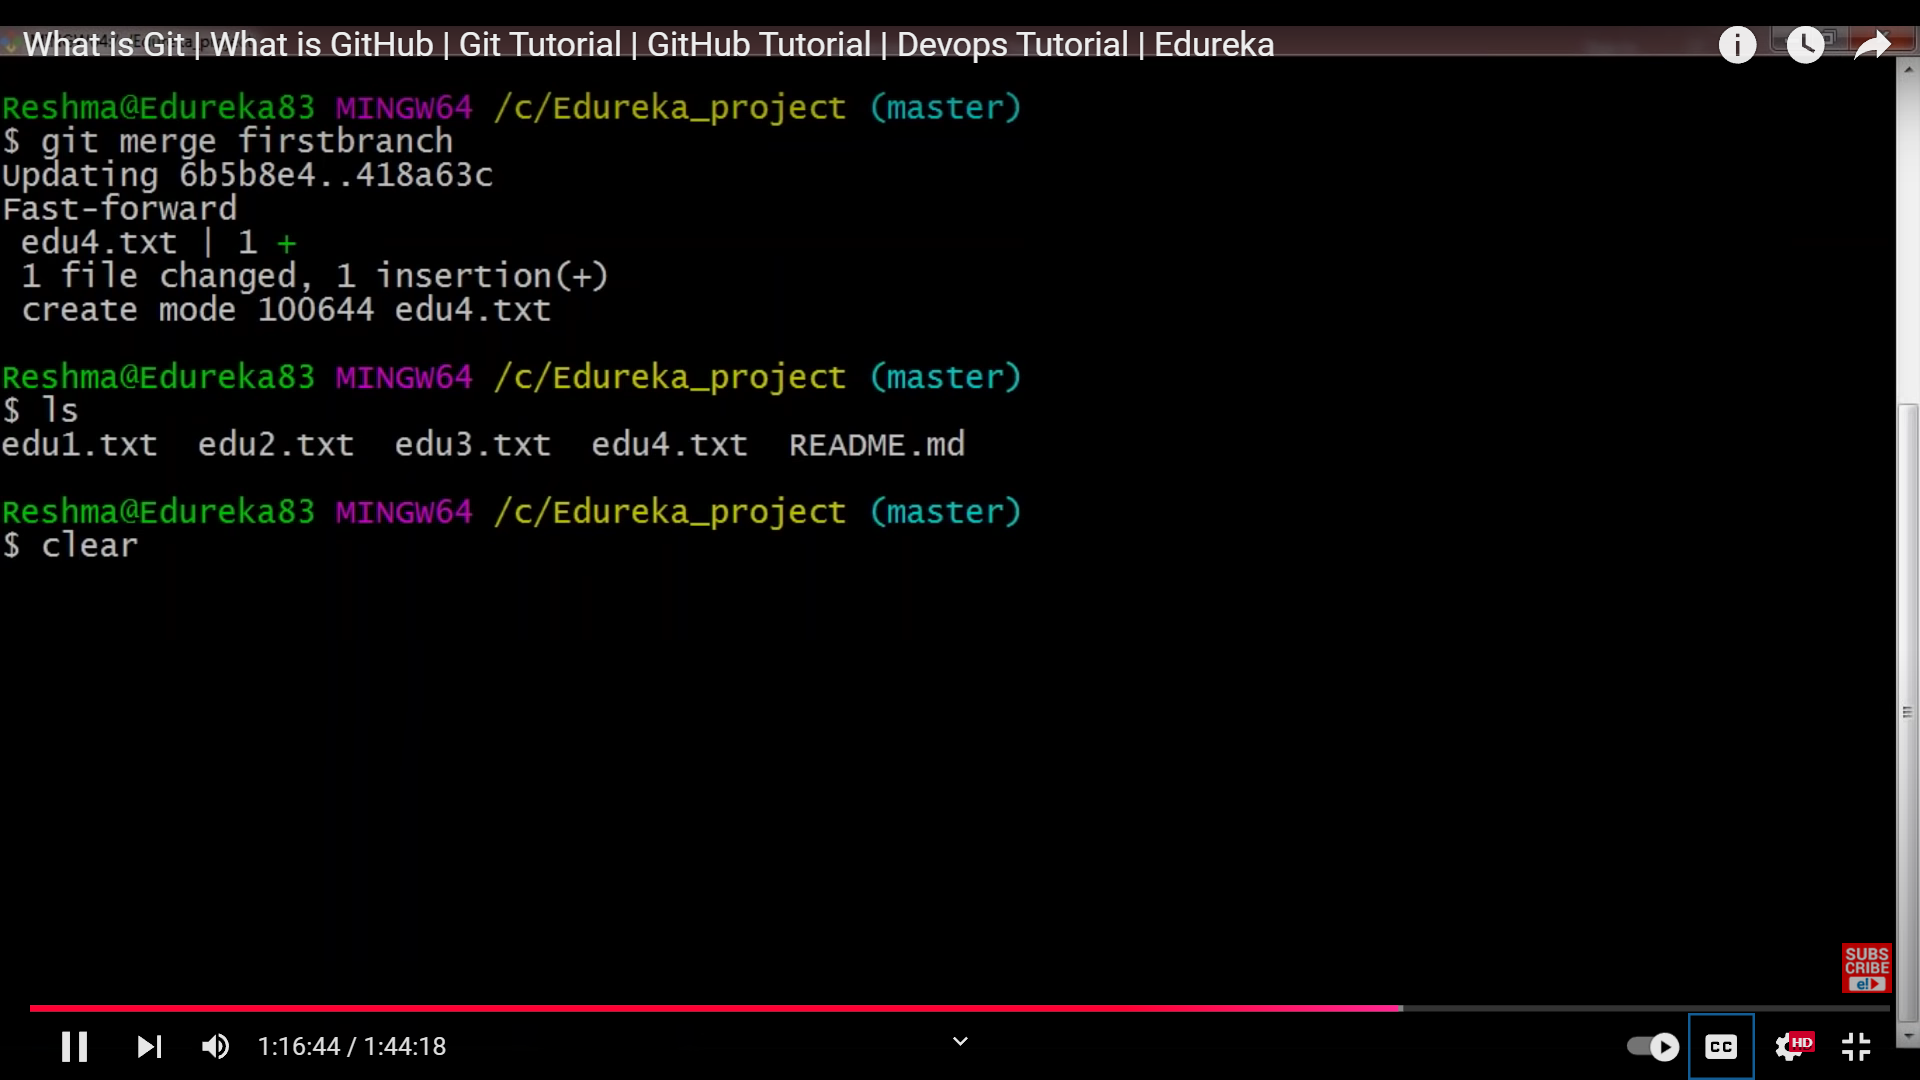 What is Git | What is GitHub | Git Tutorial | GitHub Tutorial | Devops Tutorial | Edureka
Reshma@Edureka83 MINGW64 /c/Edureka_project (master)
$ git merge firstbranch
Updating 6b5b8e4..418a63c
Fast-forward
edu4.txt | 1 +
1 file changed, 1 insertion(+)
create mode 100644 edu4.txt
Reshma@Edureka83 MINGW64 /c/Edureka_project (master)
$ ls
edu1.txt edu2.txt edu3.txt edu4.txt README.md
Reshma@Edureka83 MINGW64 /c/Edureka_project (master)
$ clear
SUBS
CRIBE
e!
1:16:44 / 1:44:18
CC
HD